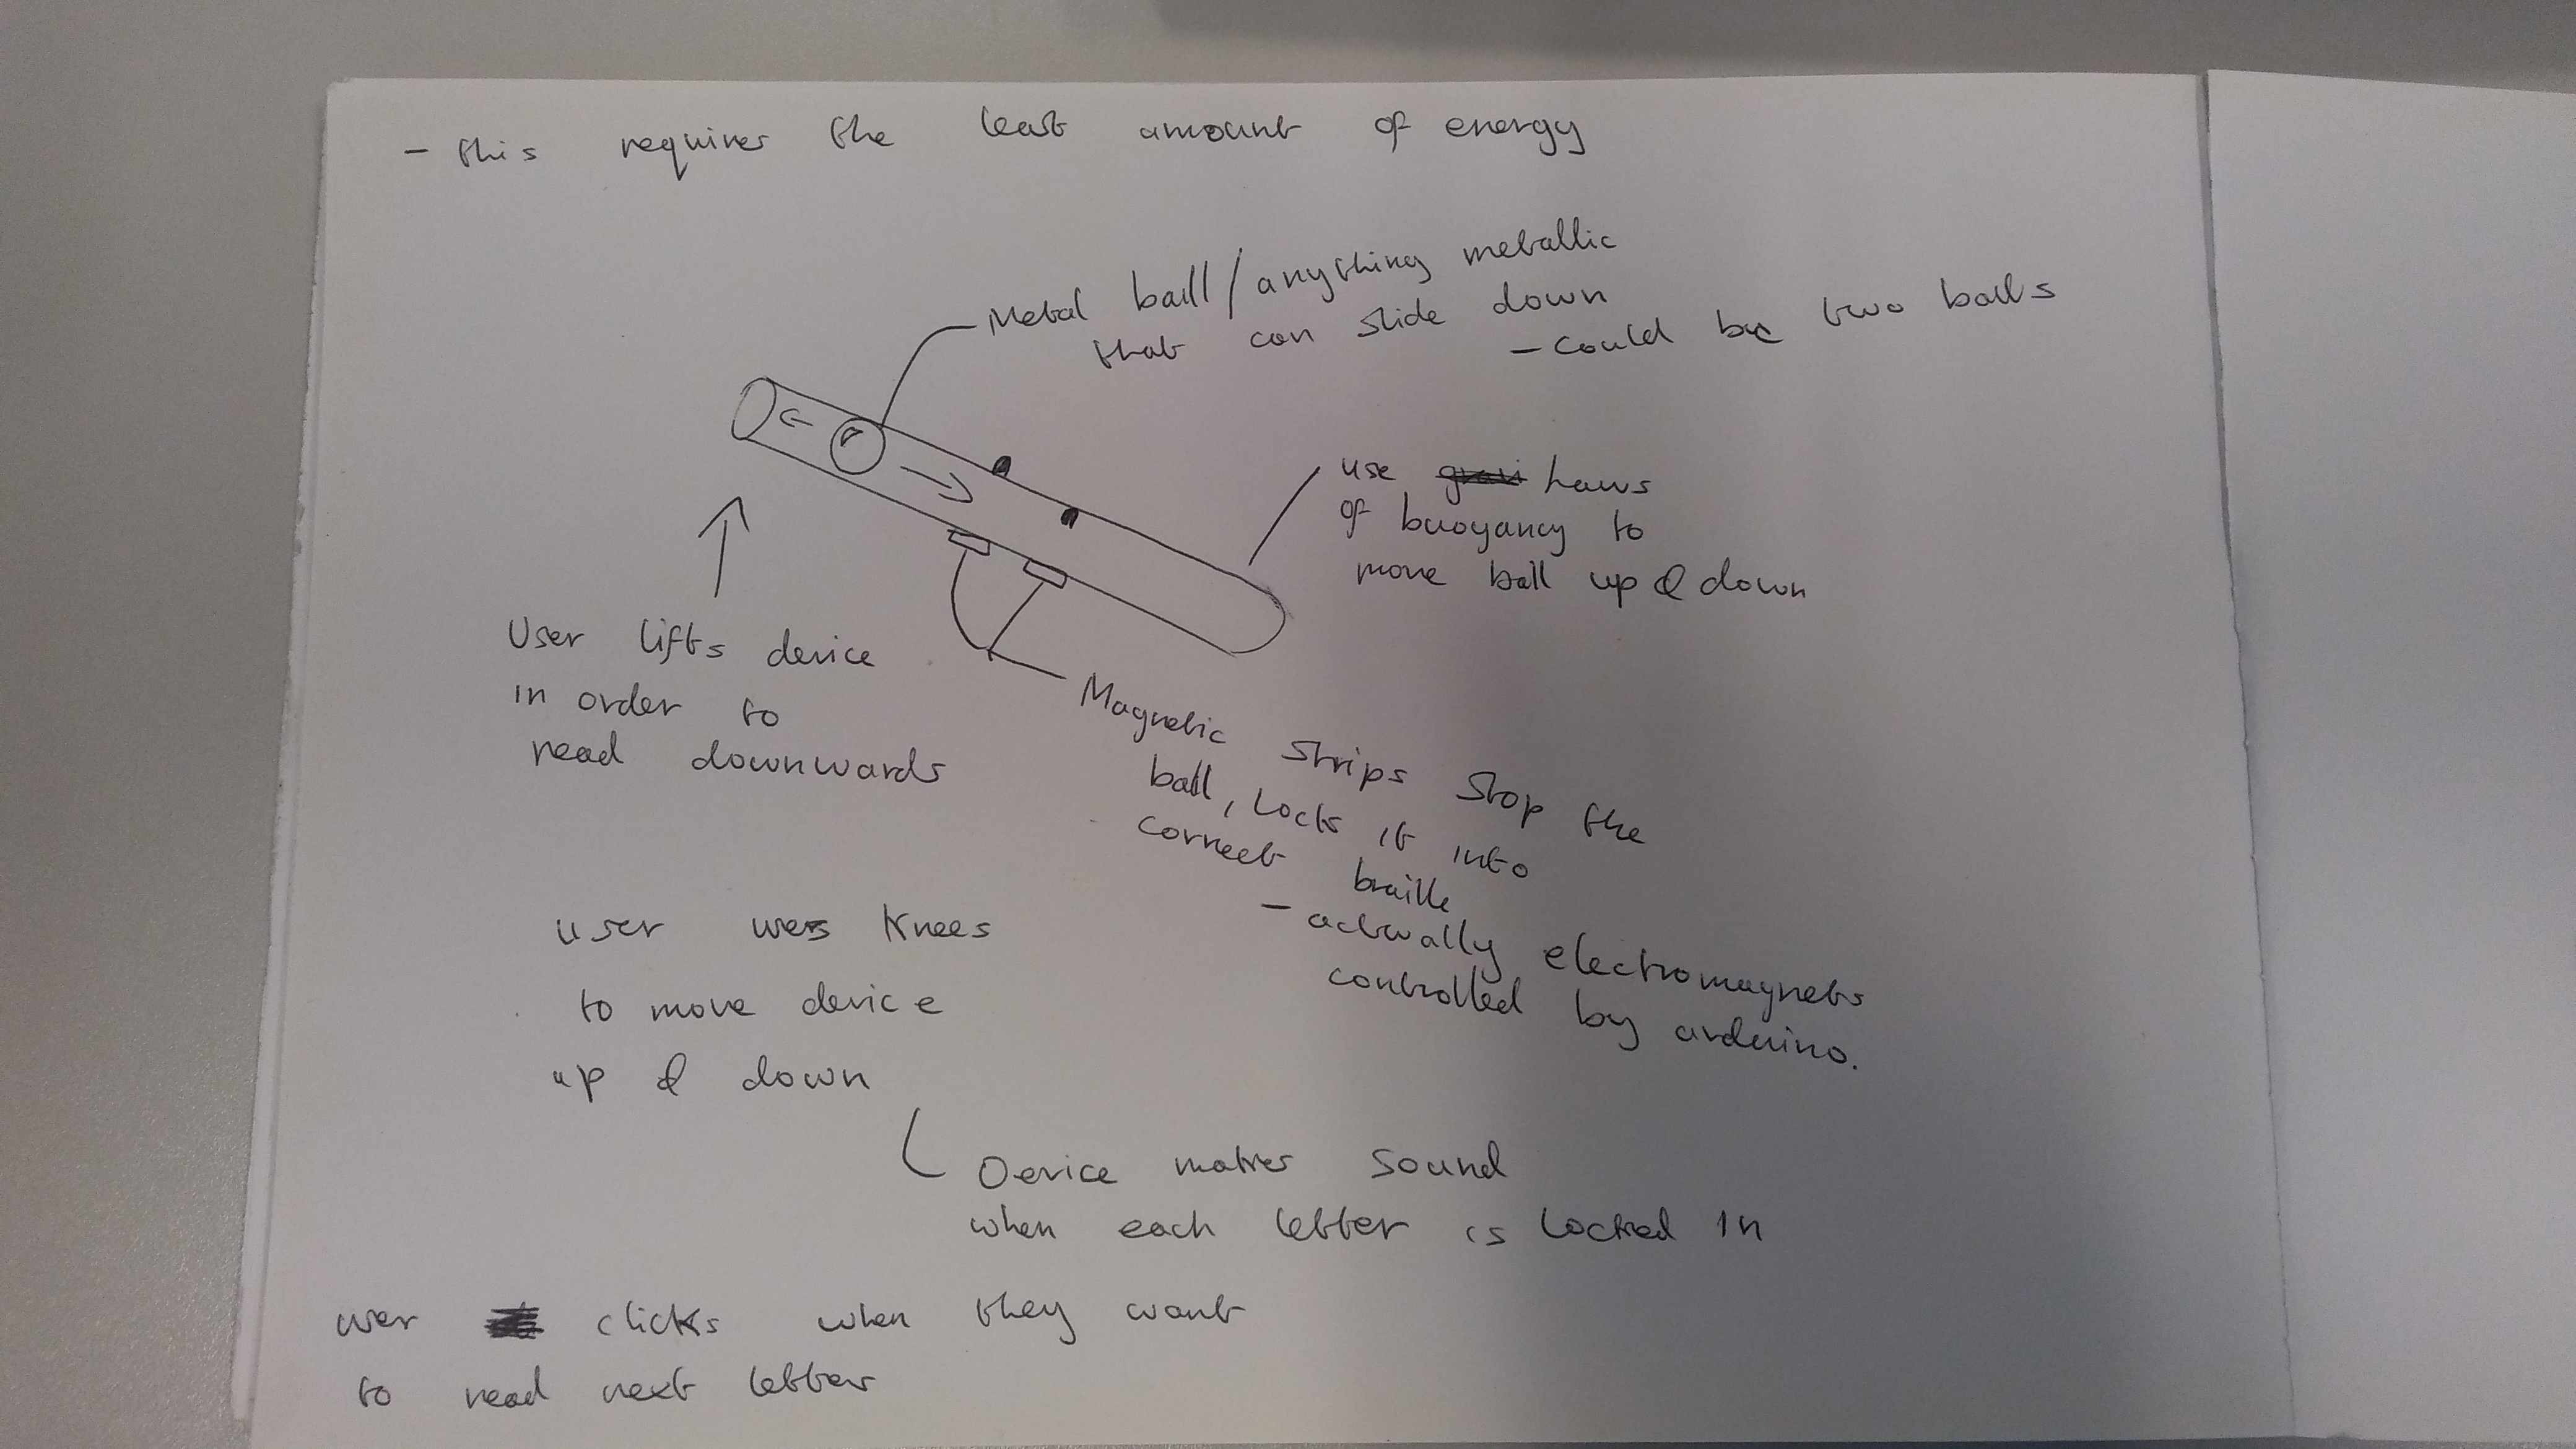 - this requires the least amount of energy
Metal ball/anything metallic
that can slide down
- could be two balls
use laws
of buoyancy to
move ball up & down
User lifts device
in order to
read downwards
Magnetic strips stop the
ball, locks it into
correct braille
- actually electromagnets
controlled by arduino.
user uses knees
to move device
up & down
Device makes sound
when each letter is locked in
user clicks when they want
to read next letter